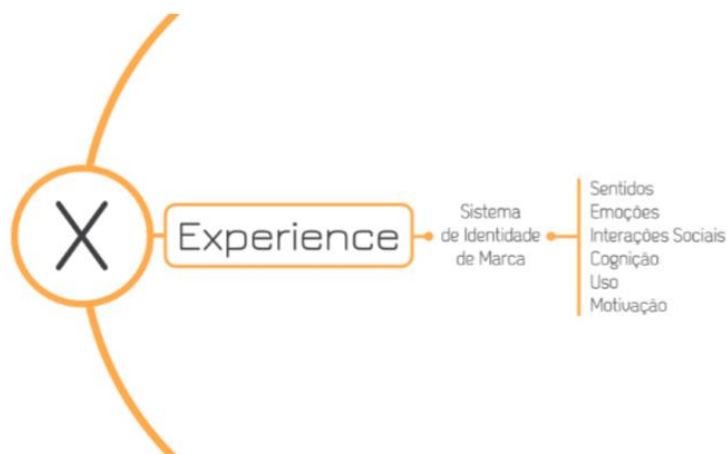 X
Experience
Sistema
de Identidade
de Marca
Sentidos
Emoções
Interações Sociais
Cognição
Uso
Motivação